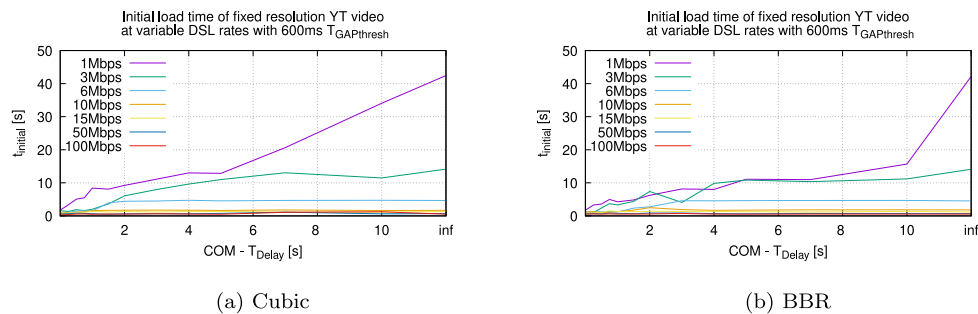 Initial load time of fixed resolution YT video
at variable DSL rates with 600ms TGAPthresh
50
40
30
20
10
0
tinitial [s]
1Mbps
3Mbps
6Mbps
10Mbps
15Mbps
50Mbps
100Mbps
2 4 6 8 10 inf
COM - TDelay [s]
(a) Cubic
Initial load time of fixed resolution YT video
at variable DSL rates with 600ms TGAPthresh
50
40
30
20
10
0
tinitial [s]
1Mbps
3Mbps
6Mbps
10Mbps
15Mbps
50Mbps
100Mbps
2 4 6 8 10 inf
COM - TDelay [s]
(b) BBR